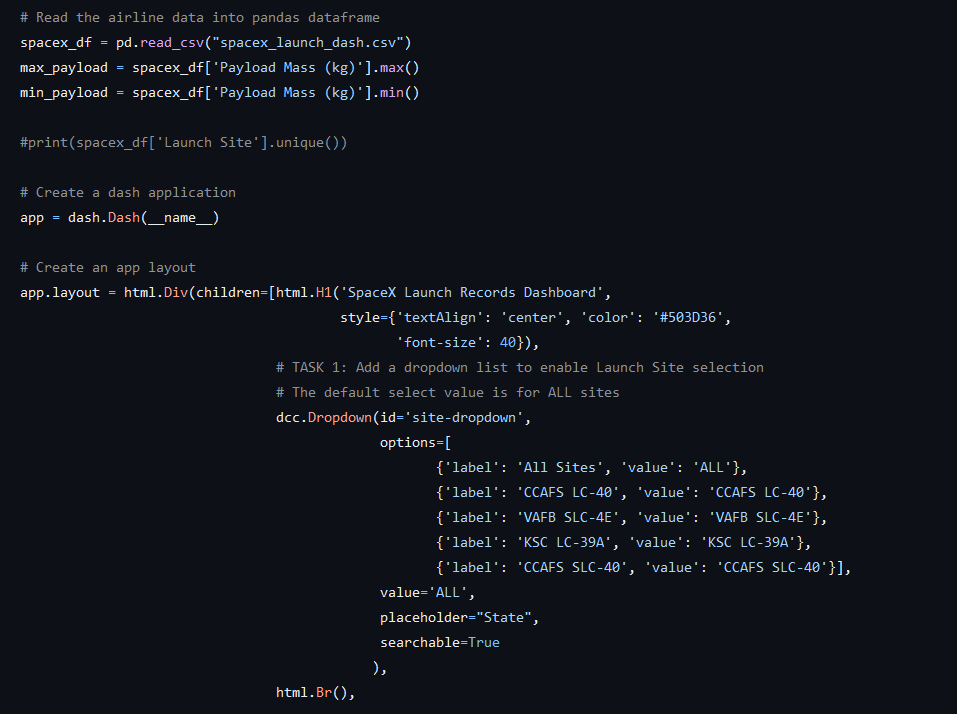 # Read the airline data into pandas dataframe
spacex_df = pd.read_csv("spacex_launch_dash.csv")
max_payload = spacex_df['Payload Mass (kg)'].max()
min_payload = spacex_df['Payload Mass (kg)'].min()
#print(spacex_df['Launch Site'].unique())
# Create a dash application
app = dash.Dash(__name__)
# Create an app layout
app.layout = html.Div(children=[html.H1('SpaceX Launch Records Dashboard',
style={'textAlign': 'center', 'color': '#503D36',
'font-size': 40}),
# TASK 1: Add a dropdown list to enable Launch Site selection
# The default select value is for ALL sites
dcc.Dropdown(id='site-dropdown',
options=[
{'label': 'All Sites', 'value': 'ALL'},
{'label': 'CCAFS LC-40', 'value': 'CCAFS LC-40'},
{'label': 'VAFB SLC-4E', 'value': 'VAFB SLC-4E'},
{'label': 'KSC LC-39A', 'value': 'KSC LC-39A'},
{'label': 'CCAFS SLC-40', 'value': 'CCAFS SLC-40'}],
value='ALL',
placeholder="State",
searchable=True
),
html.Br(),